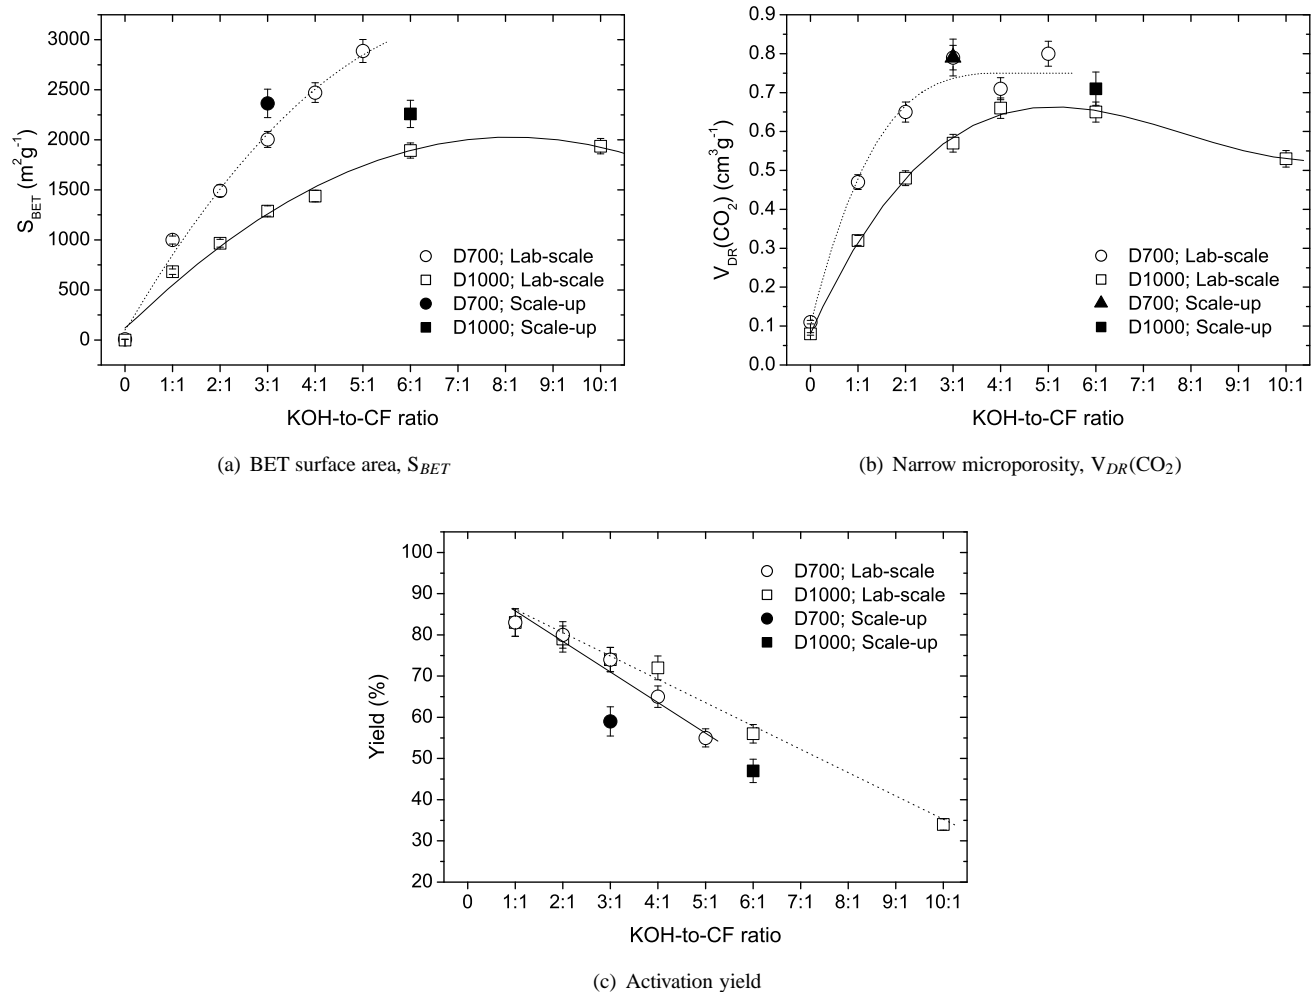 3000
2500
2000
1500
1000
500
0
S_BET (m²g⁻¹)
D700; Lab-scale
D1000; Lab-scale
D700; Scale-up
D1000; Scale-up
0 1:1 2:1 3:1 4:1 5:1 6:1 7:1 8:1 9:1 10:1
KOH-to-CF ratio
(a) BET surface area, S_BET
0.9
0.8
0.7
0.6
0.5
0.4
0.3
0.2
0.1
0.0
V_DR(CO₂) (cm³g⁻¹)
D700; Lab-scale
D1000; Lab-scale
D700; Scale-up
D1000; Scale-up
0 1:1 2:1 3:1 4:1 5:1 6:1 7:1 8:1 9:1 10:1
KOH-to-CF ratio
(b) Narrow microporosity, V_DR(CO₂)
100
90
80
70
60
50
40
30
20
Yield (%)
D700; Lab-scale
D1000; Lab-scale
D700; Scale-up
D1000; Scale-up
0 1:1 2:1 3:1 4:1 5:1 6:1 7:1 8:1 9:1 10:1
KOH-to-CF ratio
(c) Activation yield